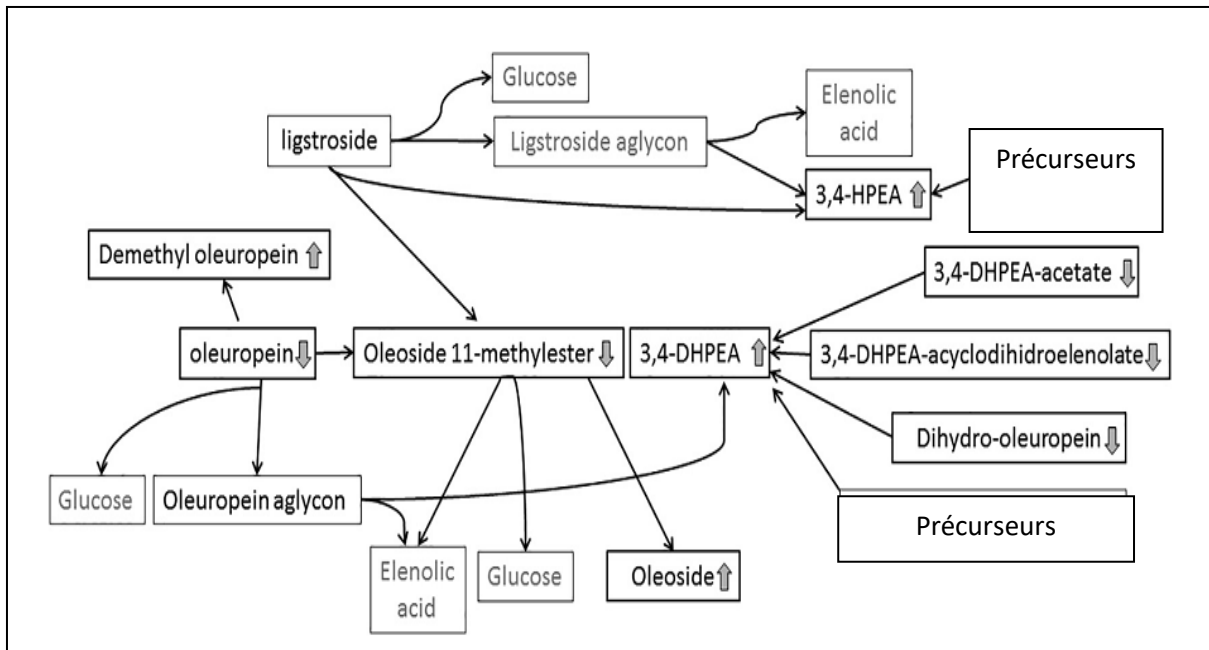 Glucose
Elenolic
acid
ligstroside
Ligstroside aglycon
Précurseurs
3,4-HPEA
Demethyl oleuropein
3,4-DHPEA-acetate
oleuropein
Oleoside 11-methylester
3,4-DHPEA
3,4-DHPEA-acyclodihidroelenolate
Dihydro-oleuropein
Glucose
Oleuropein aglycon
Précurseurs
Elenolic
acid
Glucose
Oleoside